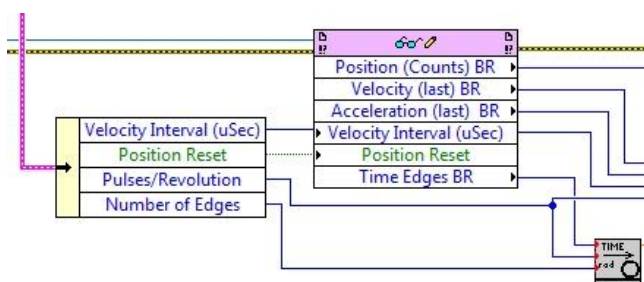 Position (Counts) BR
Velocity (last) BR
Acceleration (last) BR
Velocity Interval (uSec)
Position Reset
Time Edges BR
Velocity Interval (uSec)
Position Reset
Pulses/Revolution
Number of Edges
TIME
rad